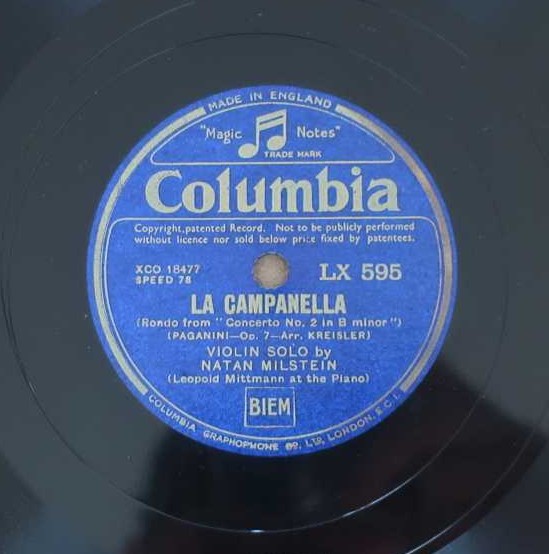 MADE IN ENGLAND
"Magic Notes"
TRADE MARK
Columbia
Copyright, patented Record. Not to be publicly performed
without licence nor sold below price fixed by patentees.
XCO 18477
SPEED 78
LX 595
LA CAMPANELLA
(Rondo from "Concerto No. 2 in B minor")
(PAGANINI—Op. 7—Arr. KREISLER)
VIOLIN SOLO by
NATAN MILSTEIN
(Leopold Mittmann at the Piano)
BIEM
COLUMBIA GRAPHOPHONE CO. LTD, LONDON, E.C.1.